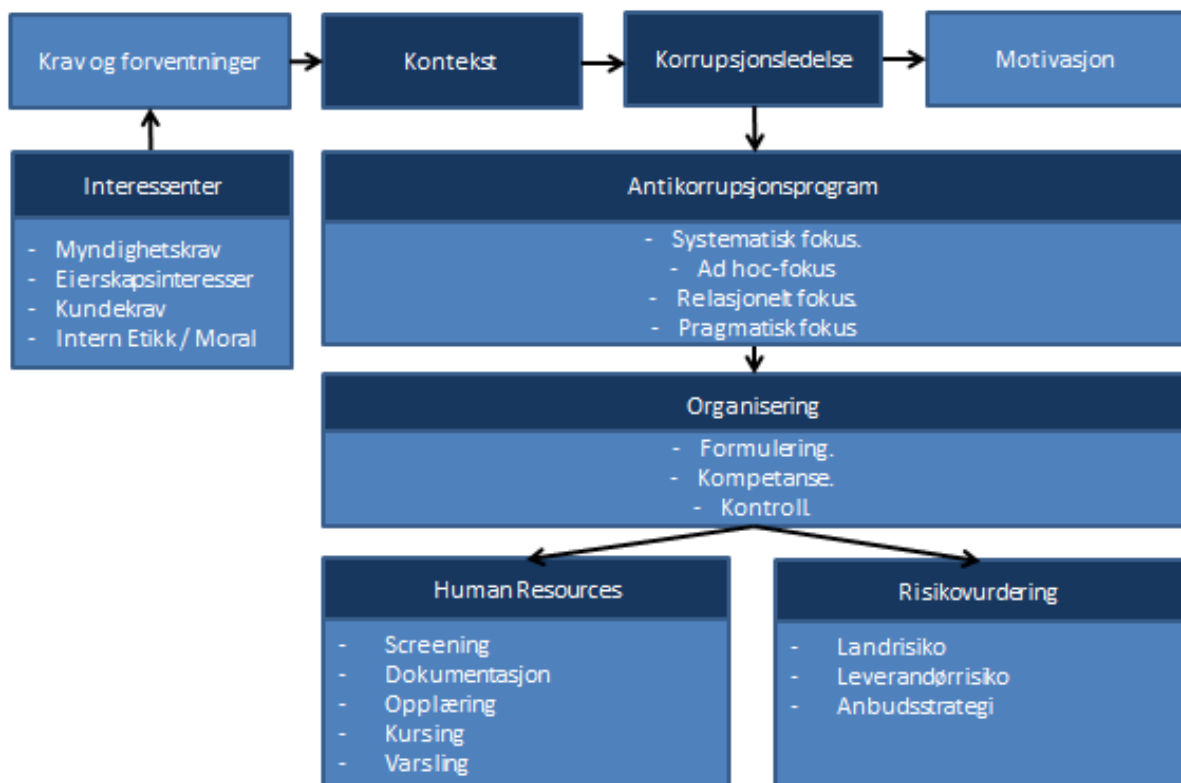 Krav og forventninger
Kontekst
Korrupsjonsledelse
Motivasjon
Interessenter
- Myndighetskrav
- Eierskapsinteresser
- Kundekrav
- Intern Etikk / Moral
Antikorrupsjonsprogram
- Systematisk fokus.
- Ad hoc-fokus
- Relasjonelt fokus.
- Pragmatisk fokus
Organisering
- Formulering.
- Kompetanse.
- Kontroll.
Human Resources
- Screening
- Dokumentasjon
- Opplæring
- Kursing
- Varsling
Risikovurdering
- Landrisiko
- Leverandørrisiko
- Anbudsstrategi